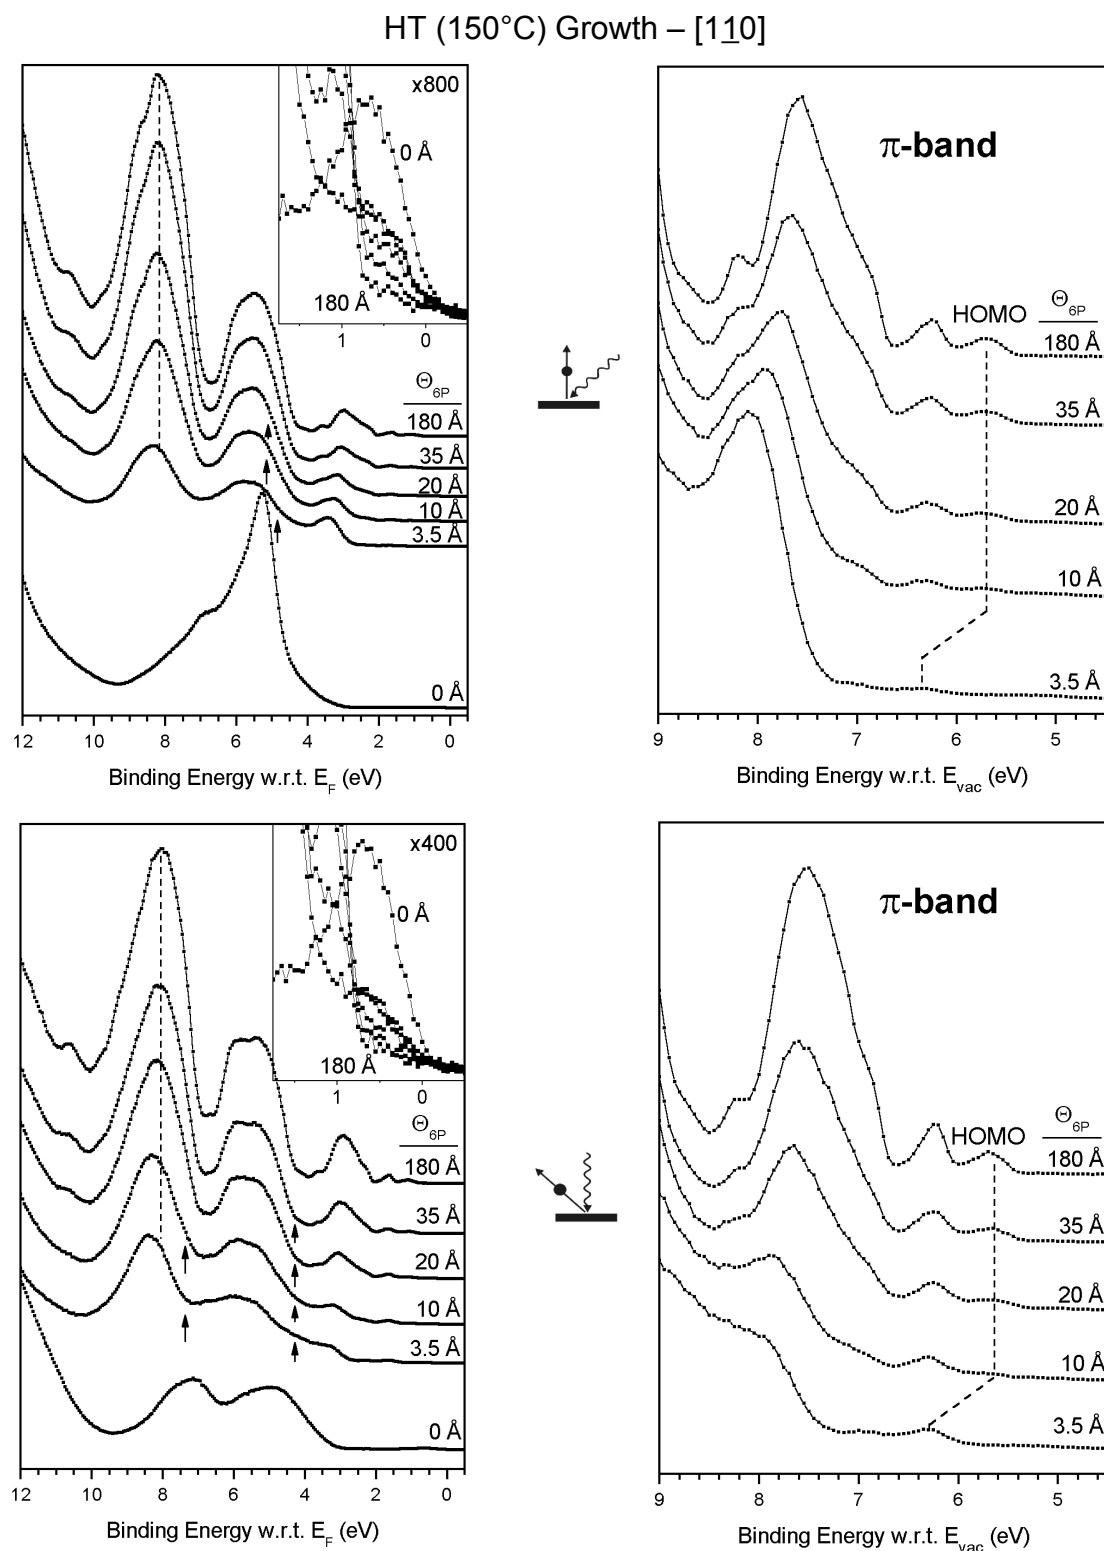 HT (150°C) Growth – [1<u>1</u>0]
x800
0 Å
180 Å
1 0
Θ6P
180 Å
35 Å
20 Å
10 Å
3.5 Å
0 Å
12 10 8 6 4 2 0
Binding Energy w.r.t. EF (eV)
π-band
HOMO
Θ6P
180 Å
35 Å
20 Å
10 Å
3.5 Å
9 8 7 6 5
Binding Energy w.r.t. Evac (eV)
x400
0 Å
180 Å
1 0
Θ6P
180 Å
35 Å
20 Å
10 Å
3.5 Å
0 Å
12 10 8 6 4 2 0
Binding Energy w.r.t. EF (eV)
π-band
HOMO
Θ6P
180 Å
35 Å
20 Å
10 Å
3.5 Å
9 8 7 6 5
Binding Energy w.r.t. Evac (eV)